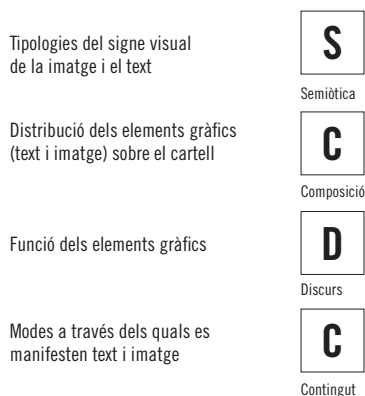 Tipologies del signe visual
de la imatge i el text
S
Semiòtica
Distribució dels elements gràfics
(text i imatge) sobre el cartell
C
Composició
Funció dels elements gràfics
D
Discurs
Modes a través dels quals es
manifesten text i imatge
C
Contingut